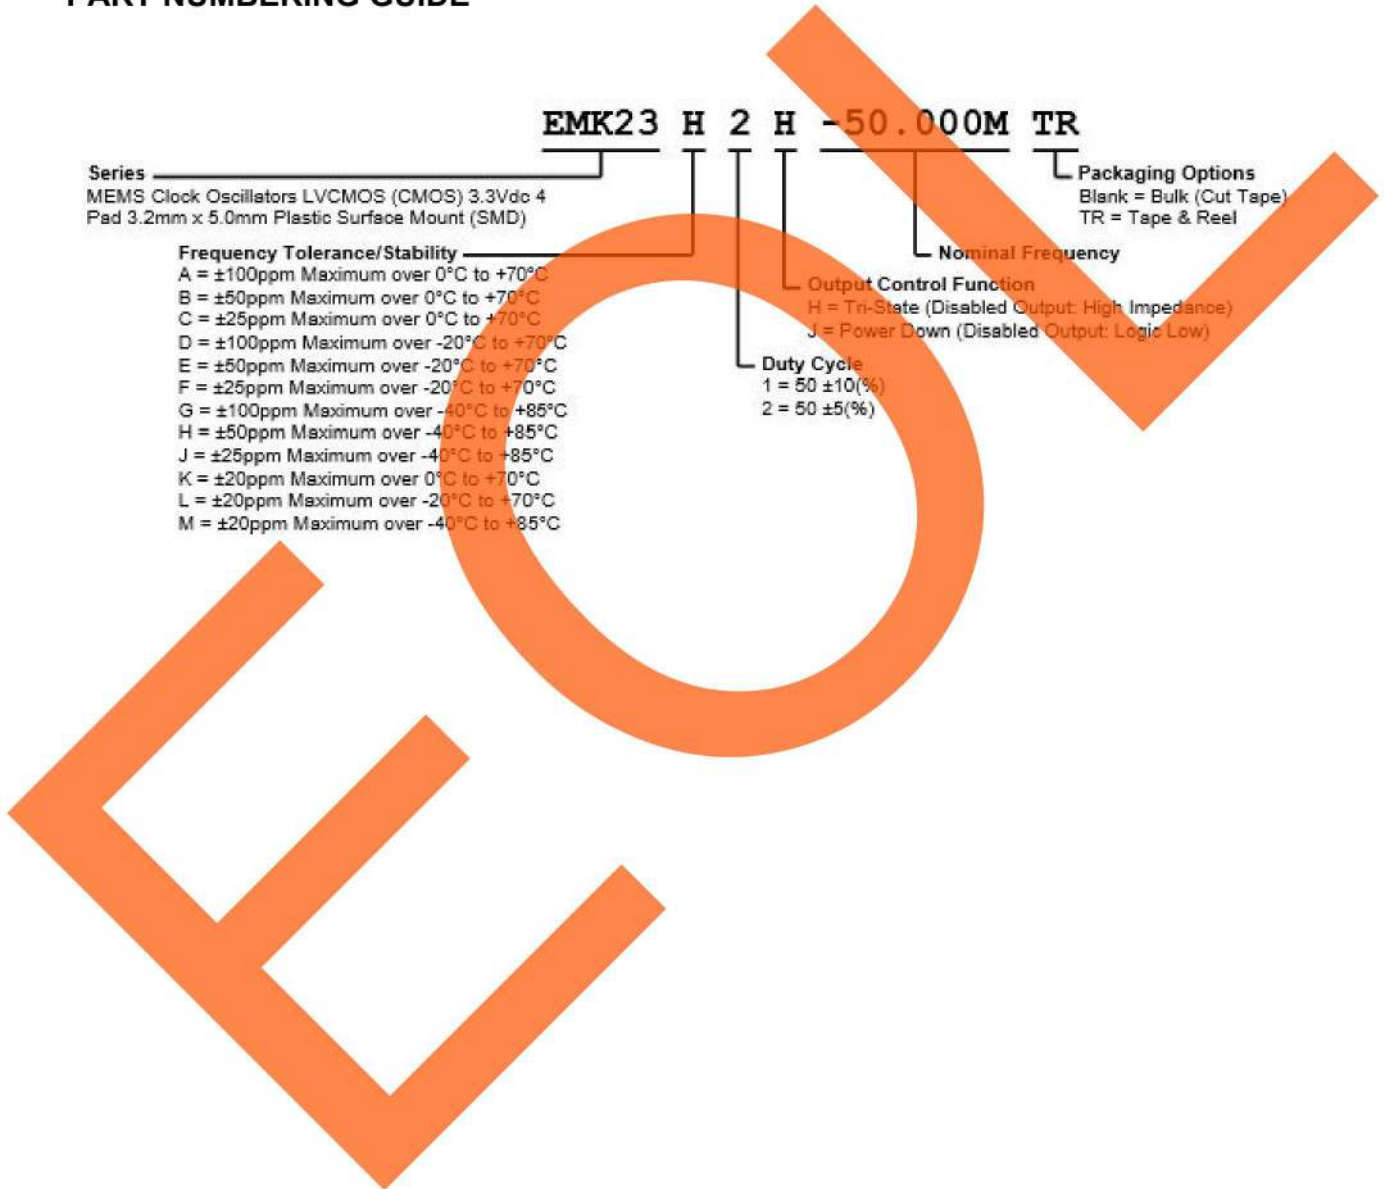 PART NUMBERING GUIDE
EMK23 H 2 H -50.000M TR
Series
MEMS Clock Oscillators LVCMOS (CMOS) 3.3Vdc 4
Pad 3.2mm x 5.0mm Plastic Surface Mount (SMD)
Packaging Options
Blank = Bulk (Cut Tape)
TR = Tape & Reel
Frequency Tolerance/Stability
A = ±100ppm Maximum over 0°C to +70°C
B = ±50ppm Maximum over 0°C to +70°C
C = ±25ppm Maximum over 0°C to +70°C
D = ±100ppm Maximum over -20°C to +70°C
E = ±50ppm Maximum over -20°C to +70°C
F = ±25ppm Maximum over -20°C to +70°C
G = ±100ppm Maximum over -40°C to +85°C
H = ±50ppm Maximum over -40°C to +85°C
J = ±25ppm Maximum over -40°C to +85°C
K = ±20ppm Maximum over 0°C to +70°C
L = ±20ppm Maximum over -20°C to +70°C
M = ±20ppm Maximum over -40°C to +85°C
Nominal Frequency
Output Control Function
H = Tri-State (Disabled Output: High Impedance)
J = Power Down (Disabled Output: Logic Low)
Duty Cycle
1 = 50 ±10(%)
2 = 50 ±5(%)
EOL